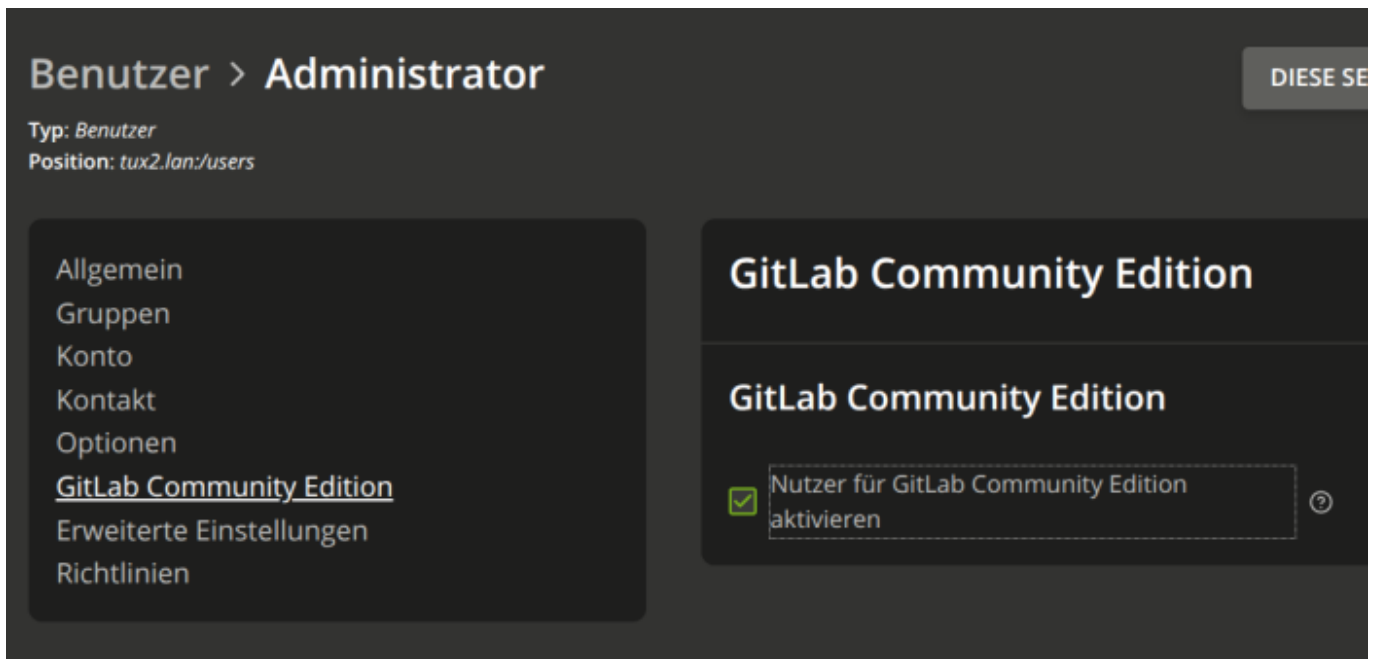 Benutzer > Administrator
DIESE SE
Typ: Benutzer
Position: tux2.lan:/users
Allgemein
Gruppen
Konto
Kontakt
Optionen
GitLab Community Edition
Erweiterte Einstellungen
Richtlinien
GitLab Community Edition
GitLab Community Edition
Nutzer für GitLab Community Edition
aktivieren